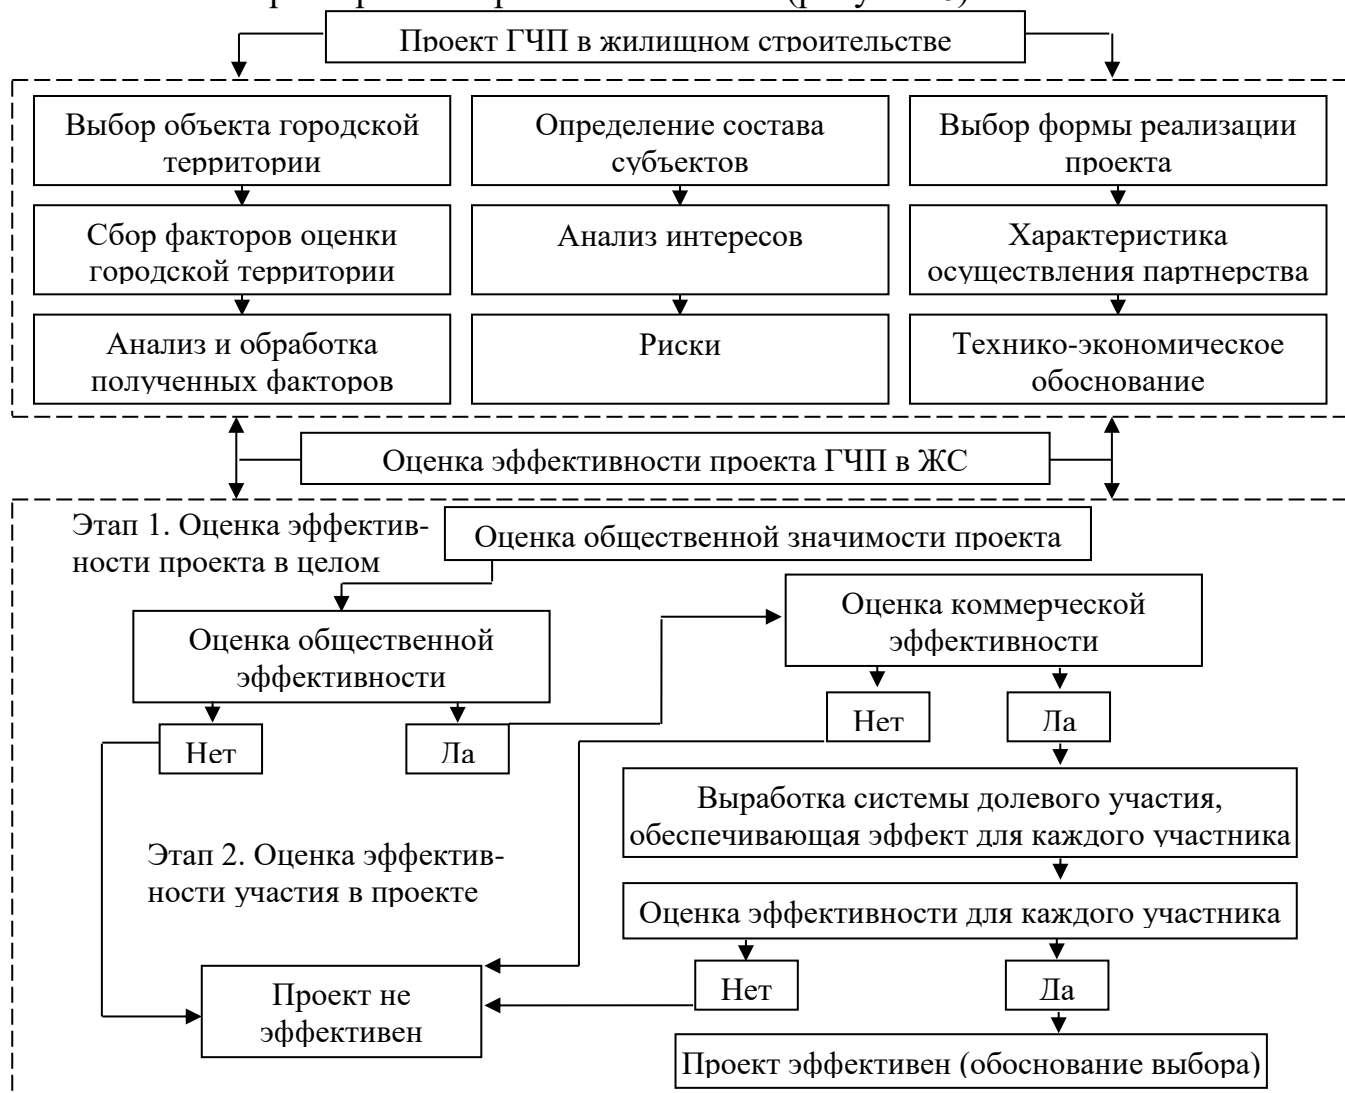 Проект ГЧП в жилищном строительстве
Выбор объекта городской
территории
Определение состава
субъектов
Выбор формы реализации
проекта
Сбор факторов оценки
городской территории
Анализ интересов
Характеристика
осуществления партнерства
Анализ и обработка
полученных факторов
Риски
Технико-экономическое
обоснование
Оценка эффективности проекта ГЧП в ЖС
Этап 1. Оценка эффектив-
ности проекта в целом
Оценка общественной значимости проекта
Оценка общественной
эффективности
Оценка коммерческой
эффективности
Нет
Да
Нет
Да
Выработка системы долевого участия,
обеспечивающая эффект для каждого участника
Этап 2. Оценка эффектив-
ности участия в проекте
Оценка эффективности для каждого участника
Нет
Да
Проект не
эффективен
Проект эффективен (обоснование выбора)